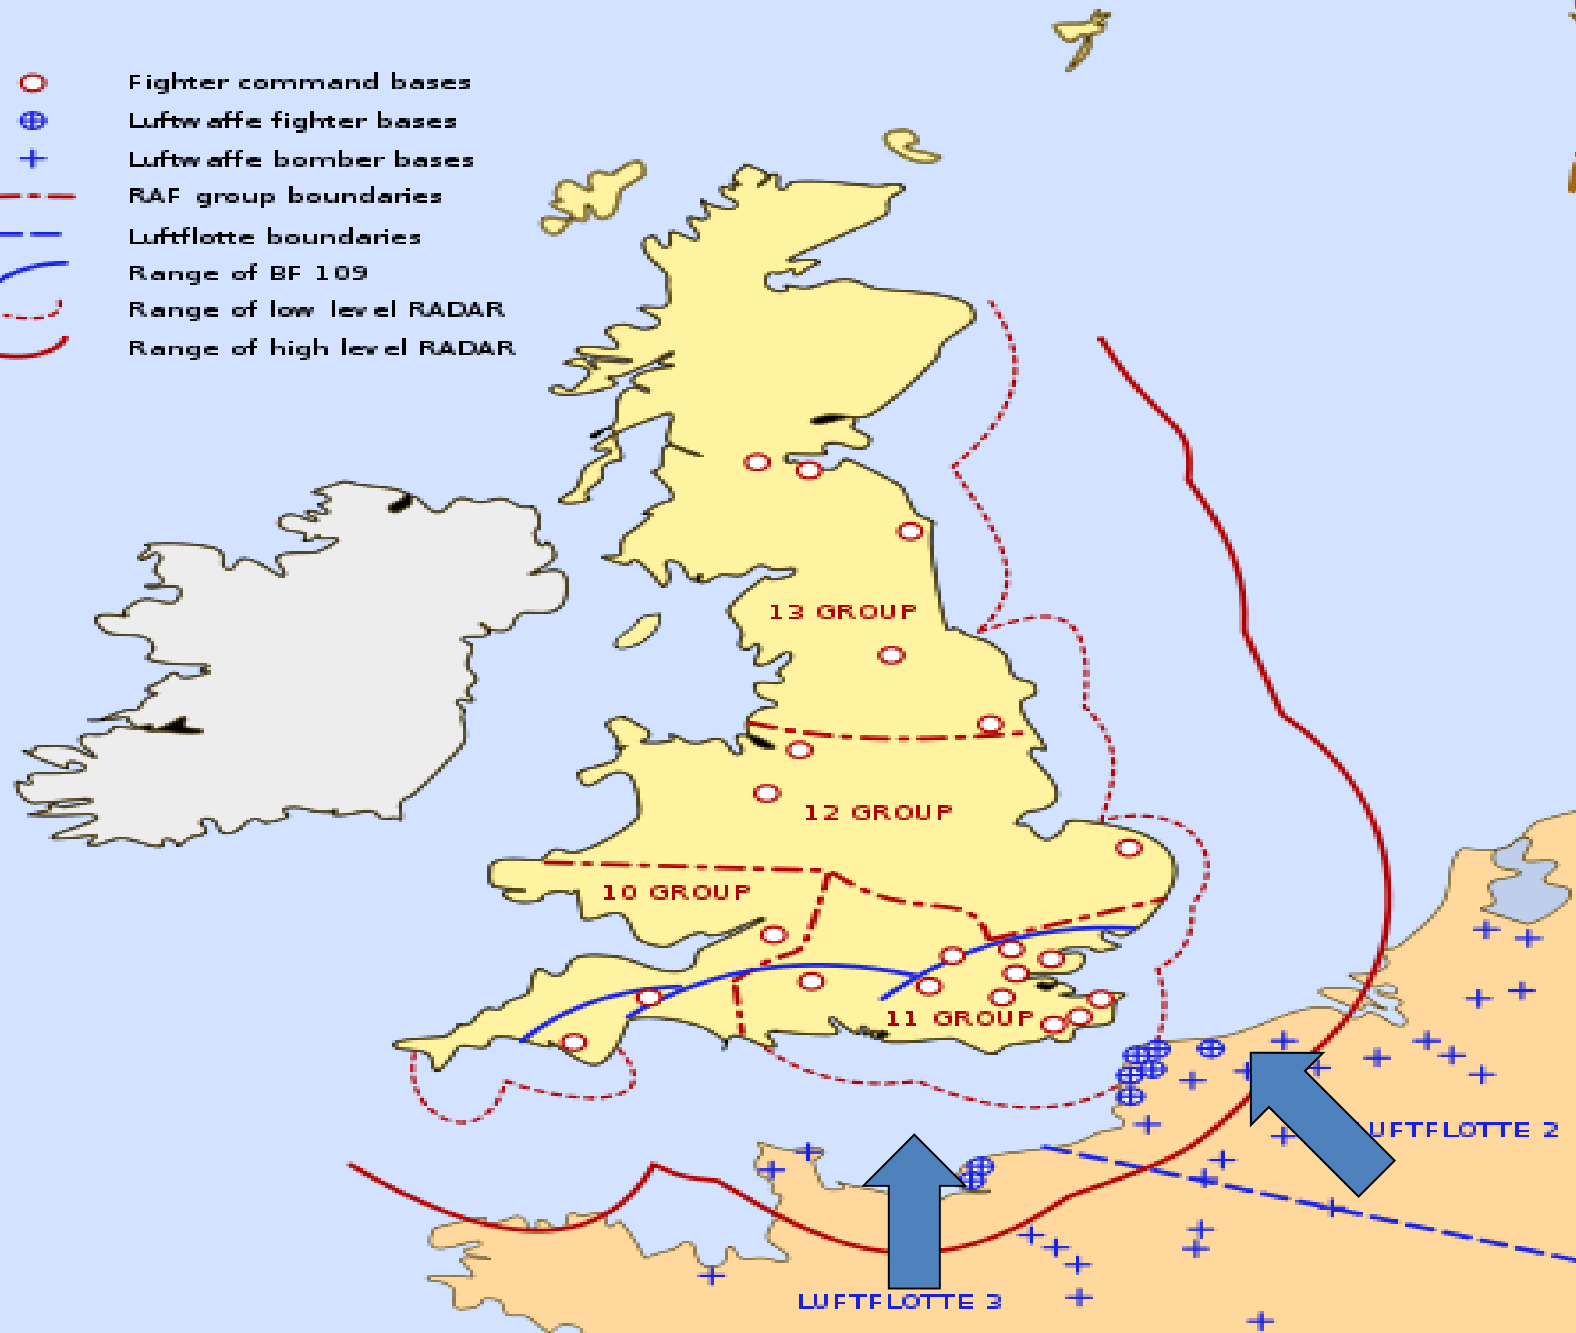 Fighter command bases
Luftwaffe fighter bases
Luftwaffe bomber bases
RAF group boundaries
Luftflotte boundaries
Range of BF 109
Range of low level RADAR
Range of high level RADAR
13 GROUP
12 GROUP
10 GROUP
11 GROUP
UFTFLOTTE 2
LUFTFLOTTE 3